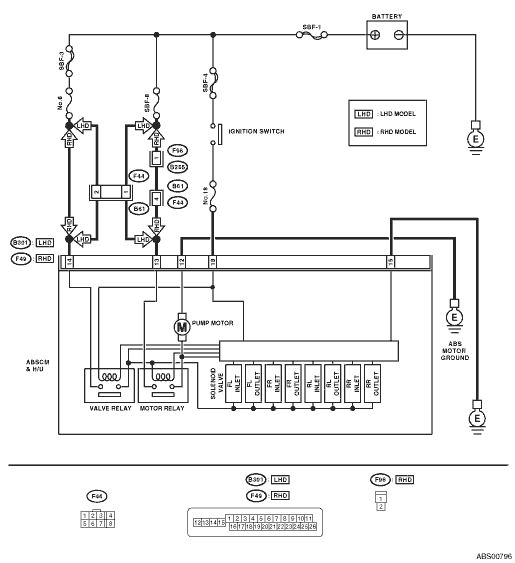 BATTERY
SBF-1
SBF-3
No.6
SBF-8
SBF-4
IGNITION SWITCH
No.18
LHD : LHD MODEL
RHD : RHD MODEL
E
LHD LHD
RHD RHD
F96
1
B256
F44
2 1
B61
B61
4
F44
RHD RHD
LHD LHD
B301 : LHD
F49 : RHD
14 13 12 18 15
E
ABS
MOTOR
GROUND
M
PUMP MOTOR
ABSCM
& H/U
SOLENOID
VALVE
FL INLET
FL OUTLET
FR INLET
FR OUTLET
RL INLET
RL OUTLET
RR INLET
RR OUTLET
VALVE RELAY
MOTOR RELAY
E
F44
1 2 3 4
5 6 7 8
B301 : LHD
F49 : RHD
1 2 3 4 5 6 7 8 9 10 11
12 13 14 15
16 17 18 19 20 21 22 23 24 25 26
F96 : RHD
1
2
ABS00796